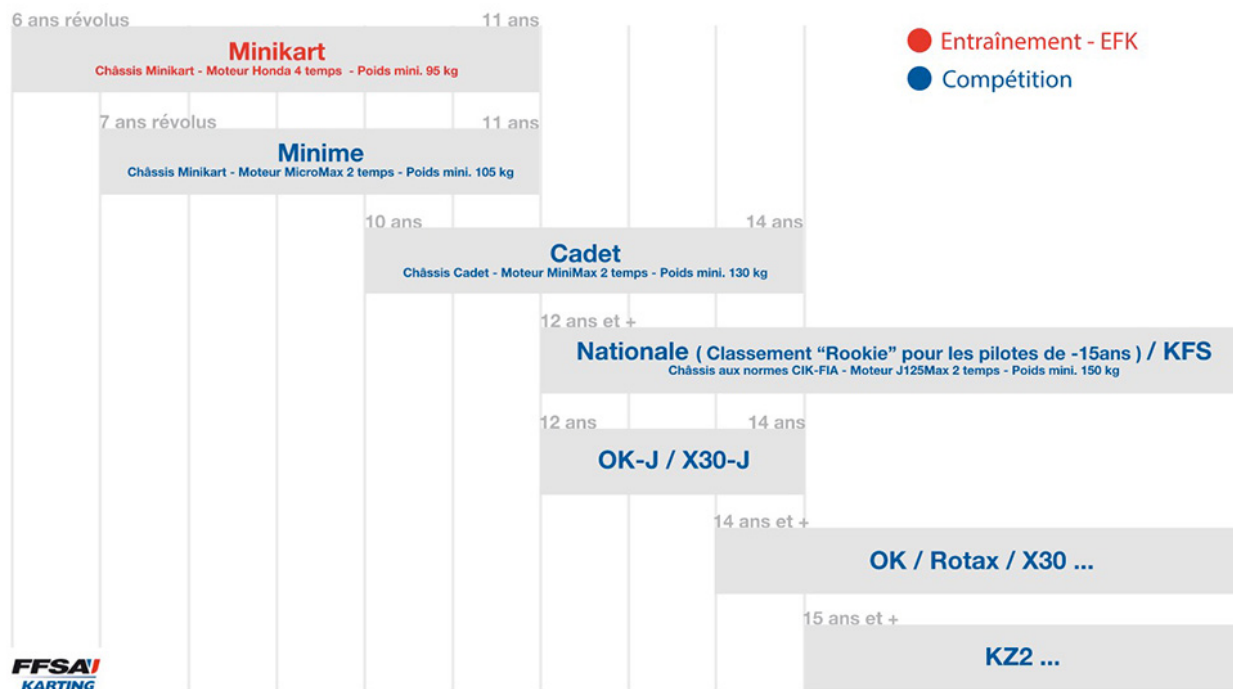 6 ans révolus
11 ans
Minikart
Châssis Minikart - Moteur Honda 4 temps - Poids mini. 95 kg
Entraînement - EFK
Compétition
7 ans révolus
11 ans
Minime
Châssis Minikart - Moteur MicroMax 2 temps - Poids mini. 105 kg
10 ans
14 ans
Cadet
Châssis Cadet - Moteur MiniMax 2 temps - Poids mini. 130 kg
12 ans et +
Nationale ( Classement “Rookie” pour les pilotes de -15ans ) / KFS
Châssis aux normes CIK-FIA - Moteur J125Max 2 temps - Poids mini. 150 kg
12 ans
14 ans
OK-J / X30-J
14 ans et +
OK / Rotax / X30 ...
15 ans et +
KZ2 ...
FFSA
KARTING